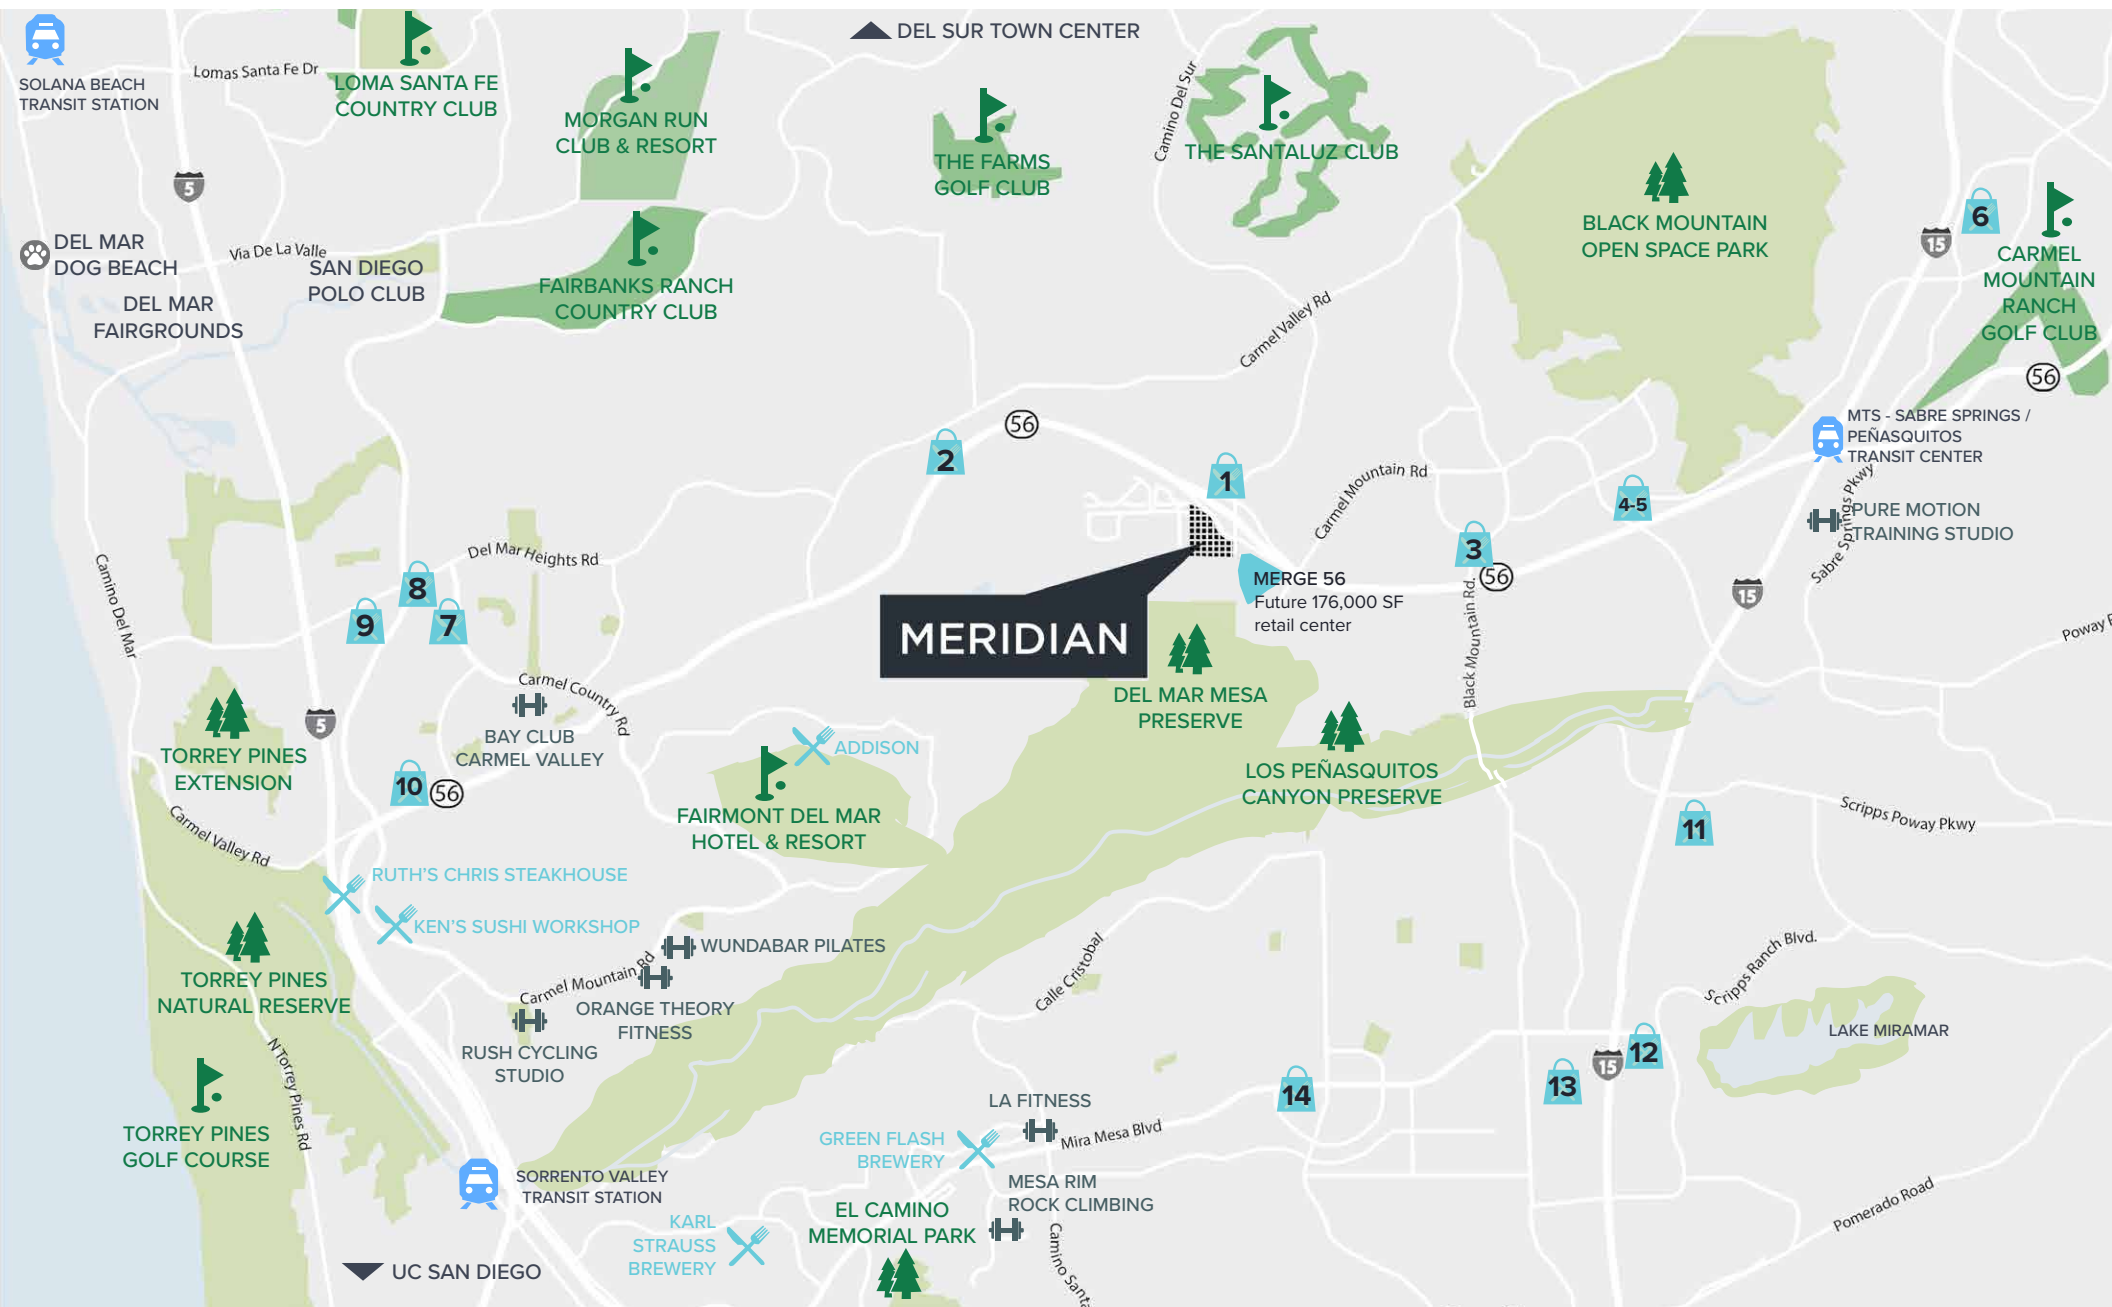 DEL SUR TOWN CENTER
SOLANA BEACH
TRANSIT STATION
Lomas Santa Fe Dr
LOMA SANTA FE
COUNTRY CLUB
MORGAN RUN
CLUB & RESORT
THE FARMS
GOLF CLUB
Camino Del Sur
THE SANTALUZ CLUB
BLACK MOUNTAIN
OPEN SPACE PARK
5
6
15
CARMEL
MOUNTAIN
RANCH
GOLF CLUB
56
DEL MAR
DOG BEACH
Via De La Valle
SAN DIEGO
POLO CLUB
DEL MAR
FAIRGROUNDS
FAIRBANKS RANCH
COUNTRY CLUB
Carmel Valley Rd
56
2
1
Carmel Mountain Rd
MTS - SABRE SPRINGS /
PEÑASQUITOS
TRANSIT CENTER
4-5
Sabre Springs Pkwy
PURE MOTION
TRAINING STUDIO
3
56
15
Camino Del Mar
Del Mar Heights Rd
8
9
7
MERGE 56
Future 176,000 SF
retail center
MERIDIAN
Black Mountain Rd.
Poway
Carmel Country Rd
5
TORREY PINES
EXTENSION
BAY CLUB
CARMEL VALLEY
DEL MAR MESA
PRESERVE
ADDISON
10
56
FAIRMONT DEL MAR
HOTEL & RESORT
LOS PEÑASQUITOS
CANYON PRESERVE
11
Scripps Poway Pkwy
Carmel Valley Rd
RUTH'S CHRIS STEAKHOUSE
KEN'S SUSHI WORKSHOP
WUNDABAR PILATES
Carmel Mountain Rd
ORANGE THEORY
FITNESS
RUSH CYCLING
STUDIO
Calle Cristobal
Scripps Ranch Blvd.
LAKE MIRAMAR
TORREY PINES
NATURAL RESERVE
N Torrey Pines Rd
TORREY PINES
GOLF COURSE
12
15
13
14
LA FITNESS
Mira Mesa Blvd
GREEN FLASH
BREWERY
MESA RIM
ROCK CLIMBING
SORRENTO VALLEY
TRANSIT STATION
KARL
STRAUSS
BREWERY
EL CAMINO
MEMORIAL PARK
Camino Santa
Pomerado Road
UC SAN DIEGO